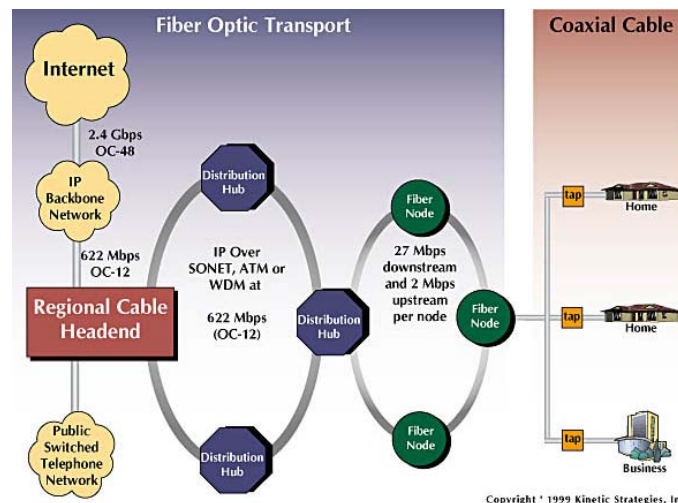 Fiber Optic Transport
Coaxial Cable
Internet
2.4 Gbps
OC-48
IP
Backbone
Network
622 Mbps
OC-12
Regional Cable
Headend
Public
Switched
Telephone
Network
Distribution
Hub
IP Over
SONET, ATM or
WDM at
622 Mbps
(OC-12)
Distribution
Hub
Distribution
Hub
Fiber
Node
27 Mbps
downstream
and 2 Mbps
upstream
per node
Fiber
Node
Fiber
Node
tap
Home
tap
Home
tap
Business
Copyright ' 1999 Kinetic Strategies, In